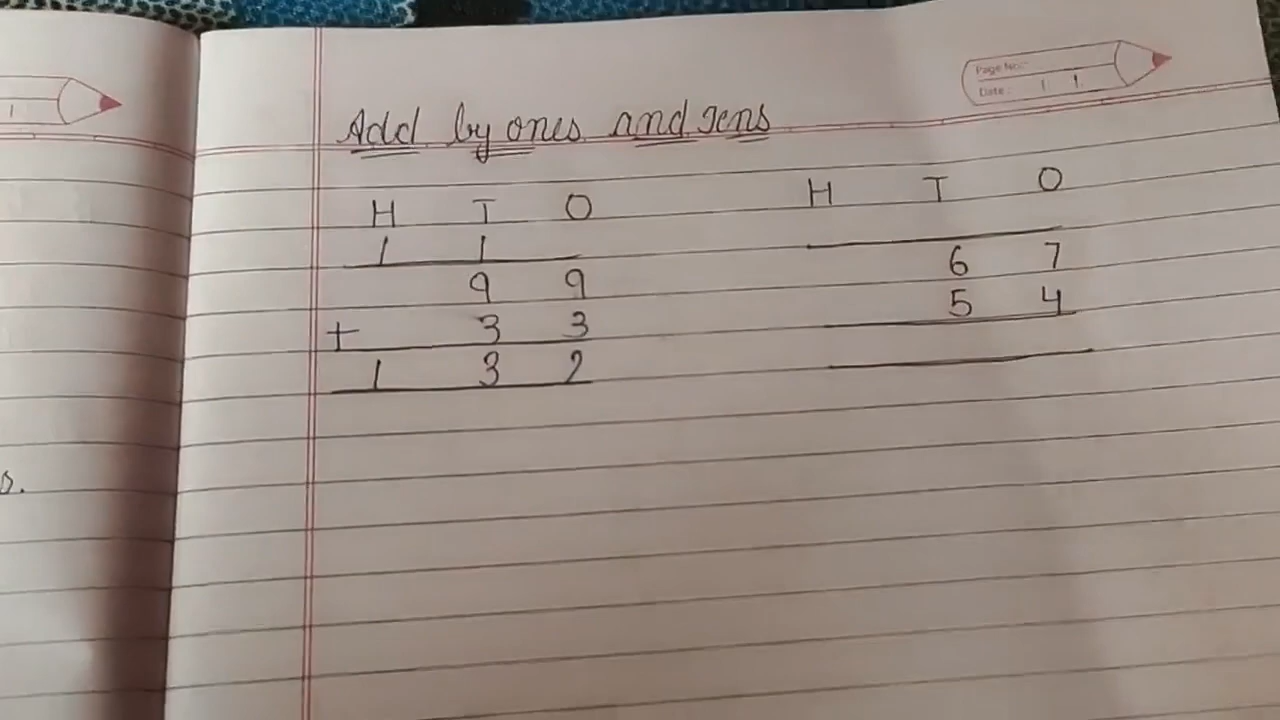 Page No:
Date:
Add by ones and Tens
H T O H T O
1 1
9 9 6 7
+ 3 3 5 4
1 3 2
s.